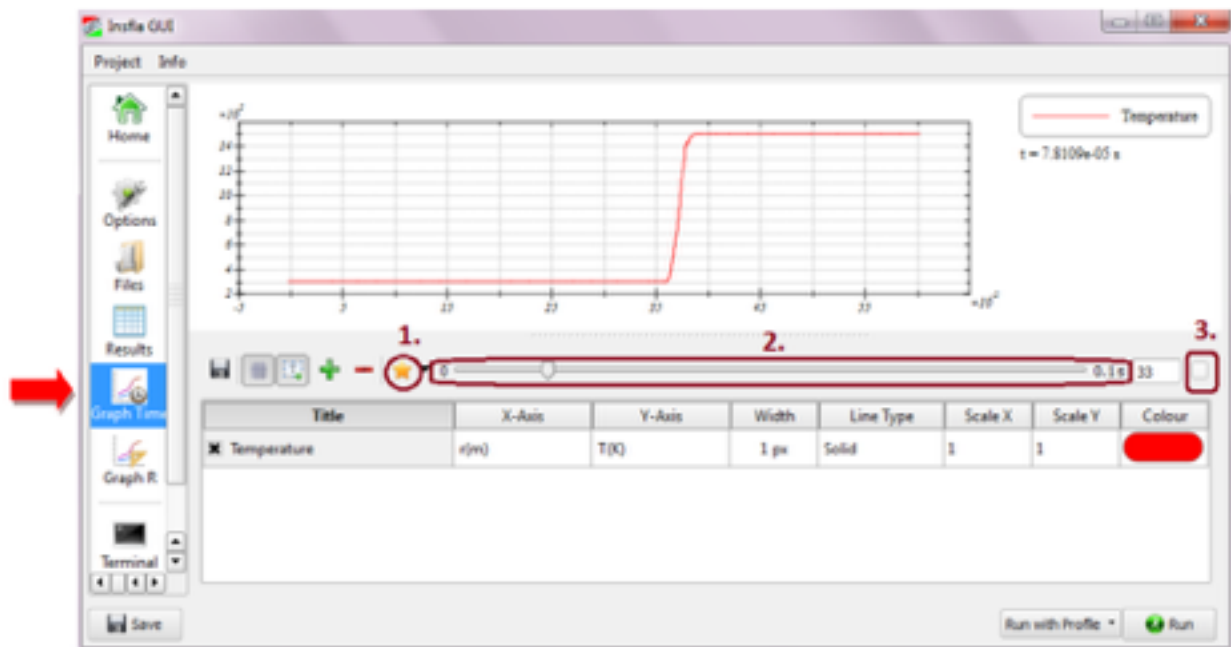 Insfla GUI
Project Info
Home
Options
Files
Results
Graph Time
Graph R
Terminal
Temperature
t = 7.8109e-05 s
1.
2.
3.
0
0.1s
33
Title X-Axis Y-Axis Width Line Type Scale X Scale Y Colour
Temperature r(m) T(K) 1 px Solid 1 1
Save
Run with Profile
Run